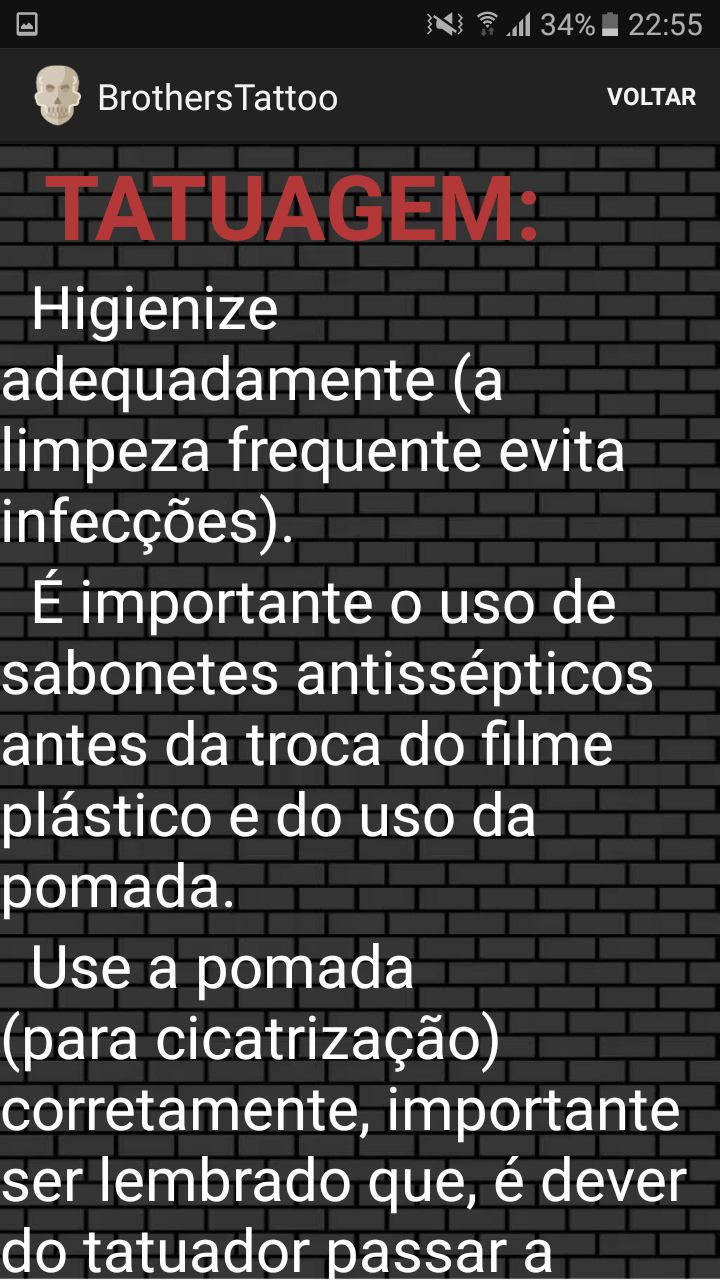 34% 22:55
BrothersTattoo VOLTAR
TATUAGEM:
Higienize
adequadamente (a
limpeza frequente evita
infecções).
É importante o uso de
sabonetes antissépticos
antes da troca do filme
plástico e do uso da
pomada.
Use a pomada
(para cicatrização)
corretamente, importante
ser lembrado que, é dever
do tatuador passar a